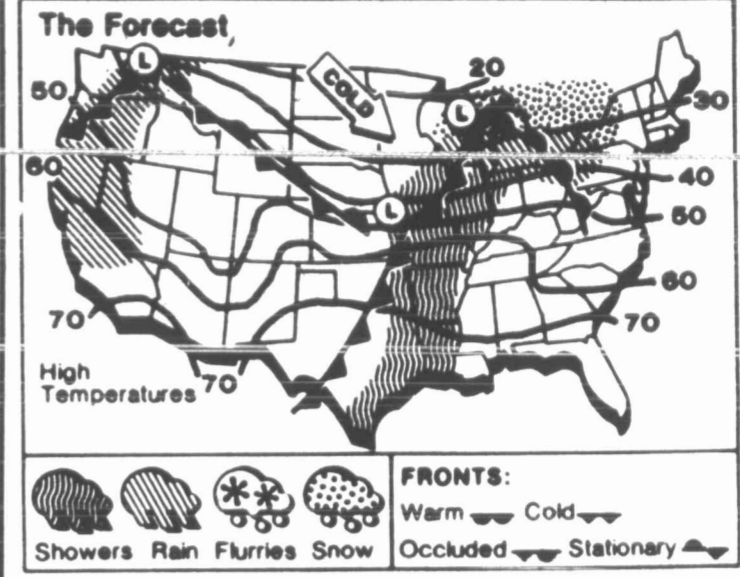 The Forecast
L
COLD
20
50
L
30
60
40
L
50
60
70
70
High
Temperatures
70
FRONTS:
Warm Cold
Showers Rain Flurries Snow
Occluded Stationary